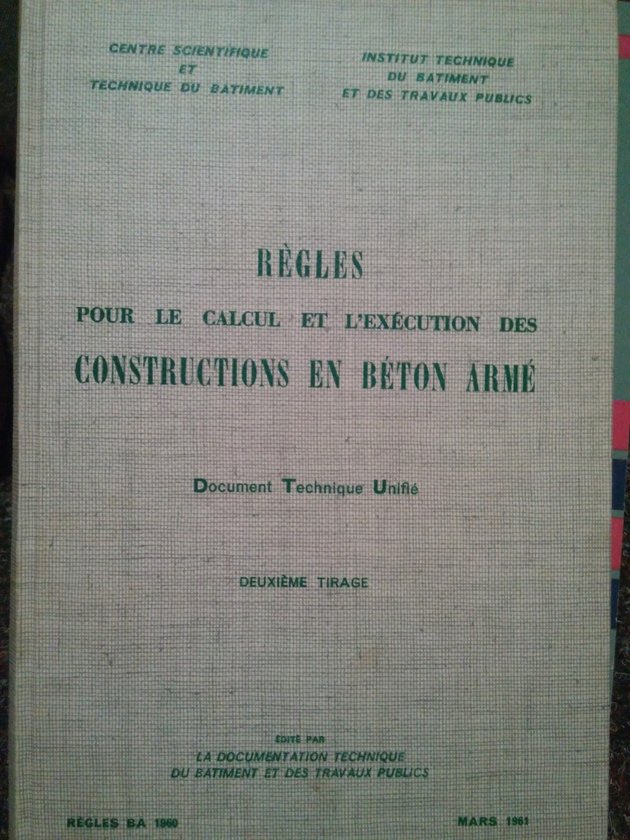 CENTRE SCIENTIFIQUE
ET
TECHNIQUE DU BATIMENT
INSTITUT TECHNIQUE
DU BATIMENT
ET DES TRAVAUX PUBLICS
RÈGLES
POUR LE CALCUL ET L'EXÉCUTION DES
CONSTRUCTIONS EN BÉTON ARMÉ
Document Technique Unifié
DEUXIÈME TIRAGE
ÉDITÉ PAR
LA DOCUMENTATION TECHNIQUE
DU BATIMENT ET DES TRAVAUX PUBLICS
RÈGLES BA 1960
MARS 1961